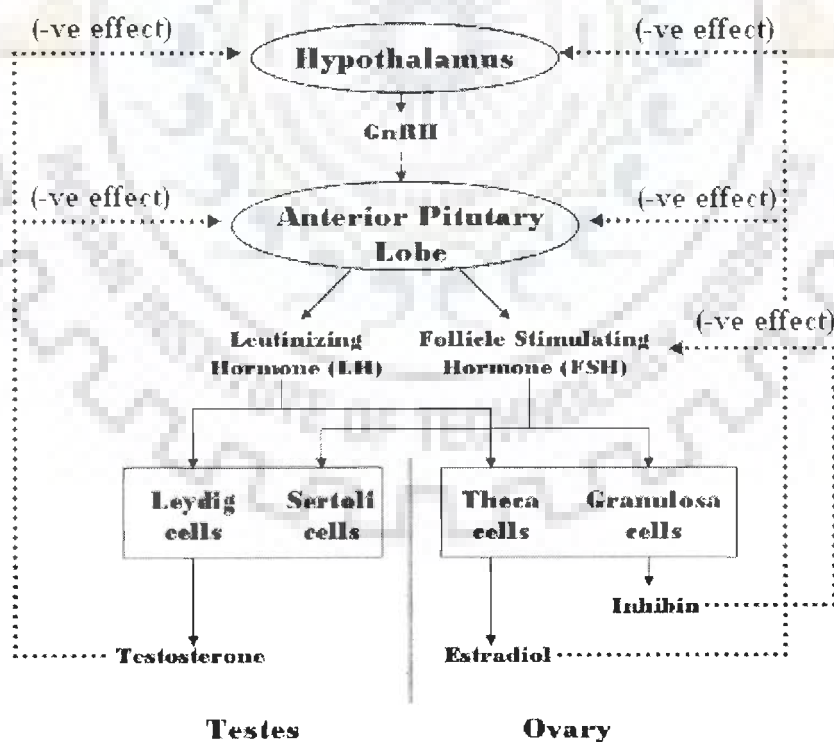 (-ve effect)
(-ve effect)
Hypothalamus
GnRH
(-ve effect)
(-ve effect)
Anterior Pitutary
Lobe
(-ve effect)
Leutinizing
Hormone (LH)
Follicle Stimulating
Hormone (FSH)
Leydig
cells
Sertoli
cells
Theca
cells
Granulosa
cells
Inhibin
Testosterone
Estradiol
Testes
Ovary